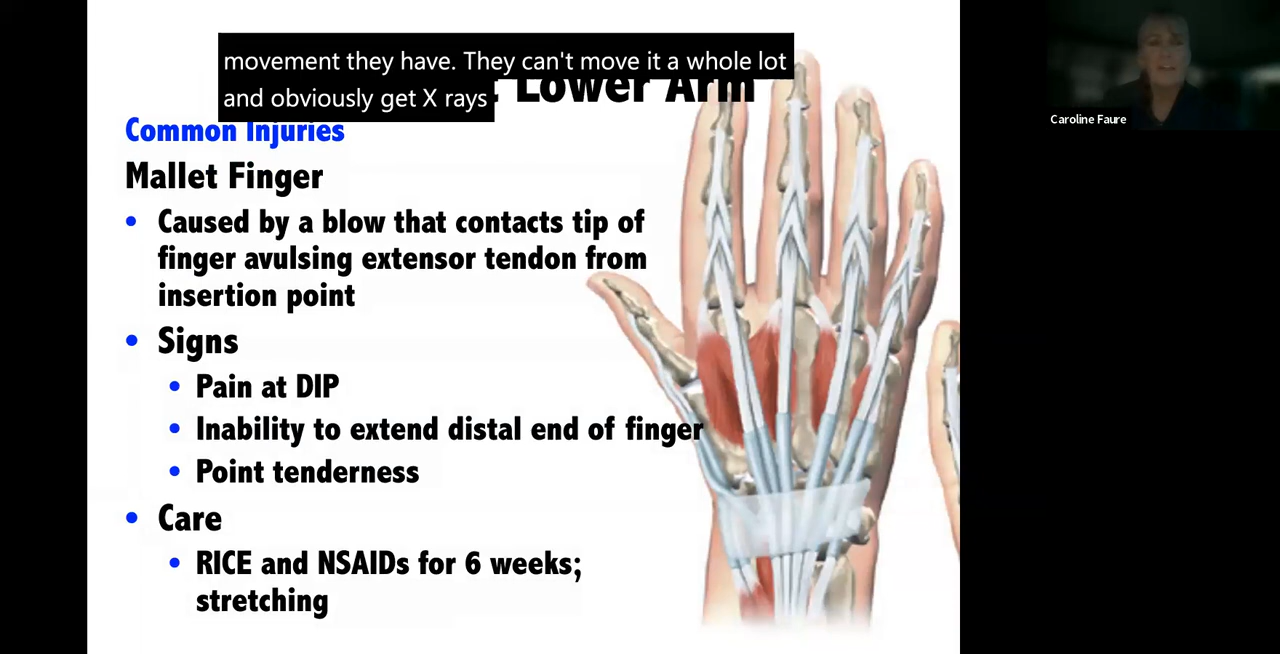 movement they have. They can't move it a whole lot
and obviously get X rays
Lower Arm
Common Injuries
Mallet Finger
• Caused by a blow that contacts tip of
finger avulsing extensor tendon from
insertion point
• Signs
• Pain at DIP
• Inability to extend distal end of finger
• Point tenderness
• Care
• RICE and NSAIDs for 6 weeks;
stretching
Caroline Faure